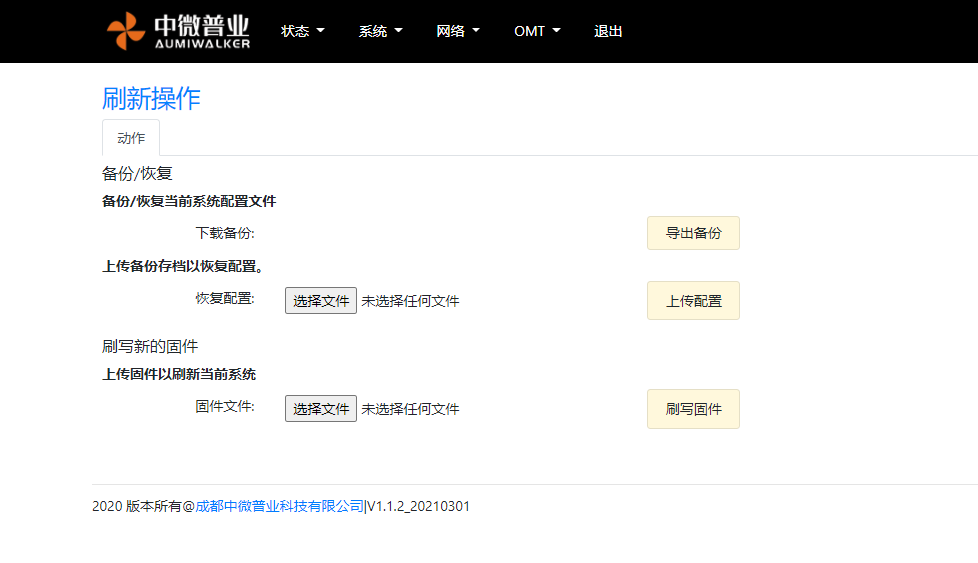 中微普业
AUMIWALKER
状态 系统 网络 OMT 退出
刷新操作
动作
备份/恢复
备份/恢复当前系统配置文件
下载备份: 导出备份
上传备份存档以恢复配置。
恢复配置: 选择文件 未选择任何文件 上传配置
刷写新的固件
上传固件以刷新当前系统
固件文件: 选择文件 未选择任何文件 刷写固件
2020 版本所有@成都中微普业科技有限公司|V1.1.2_20210301